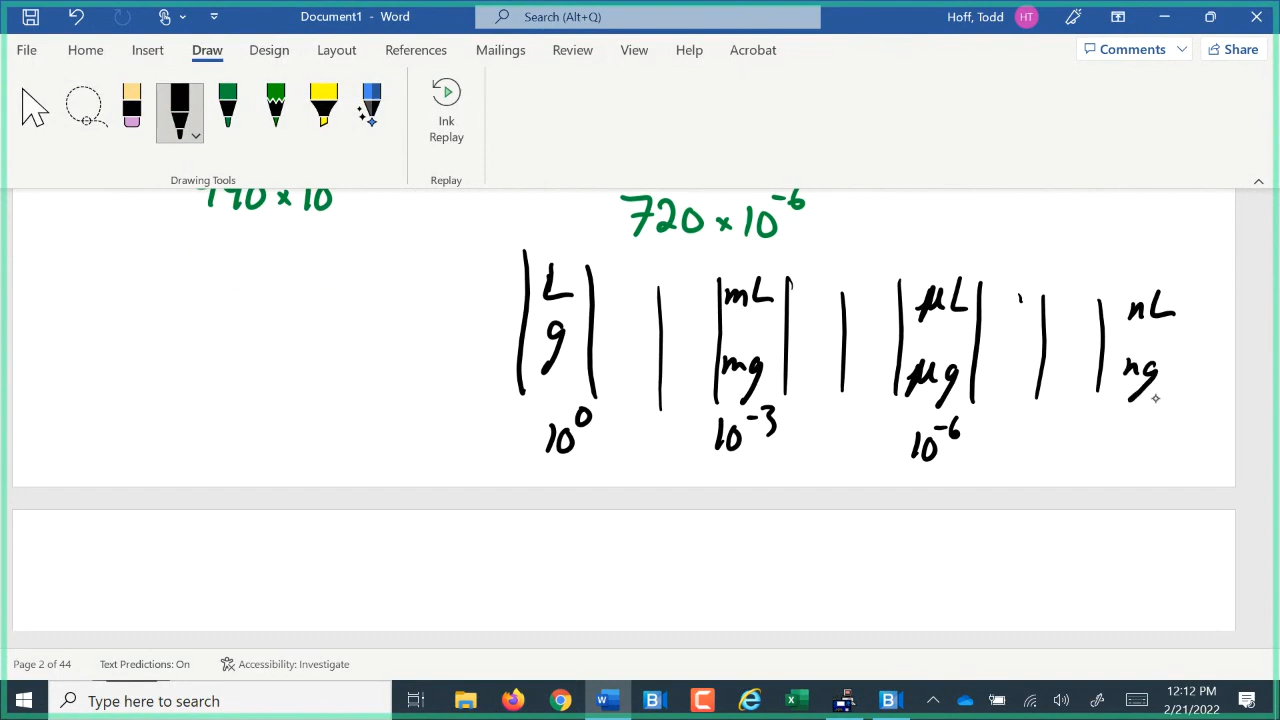 Document1 - Word
Search (Alt+Q)
Hoff, Todd
HT
File Home Insert Draw Design Layout References Mailings Review View Help Acrobat
Comments
Share
Ink
Replay
Drawing Tools
Replay
× 10
720 × 10⁻⁶
L mL μL nL
g mg μg ng
10⁰ 10⁻³ 10⁻⁶
Page 2 of 44 Text Predictions: On Accessibility: Investigate
Type here to search
12:12 PM
2/21/2022